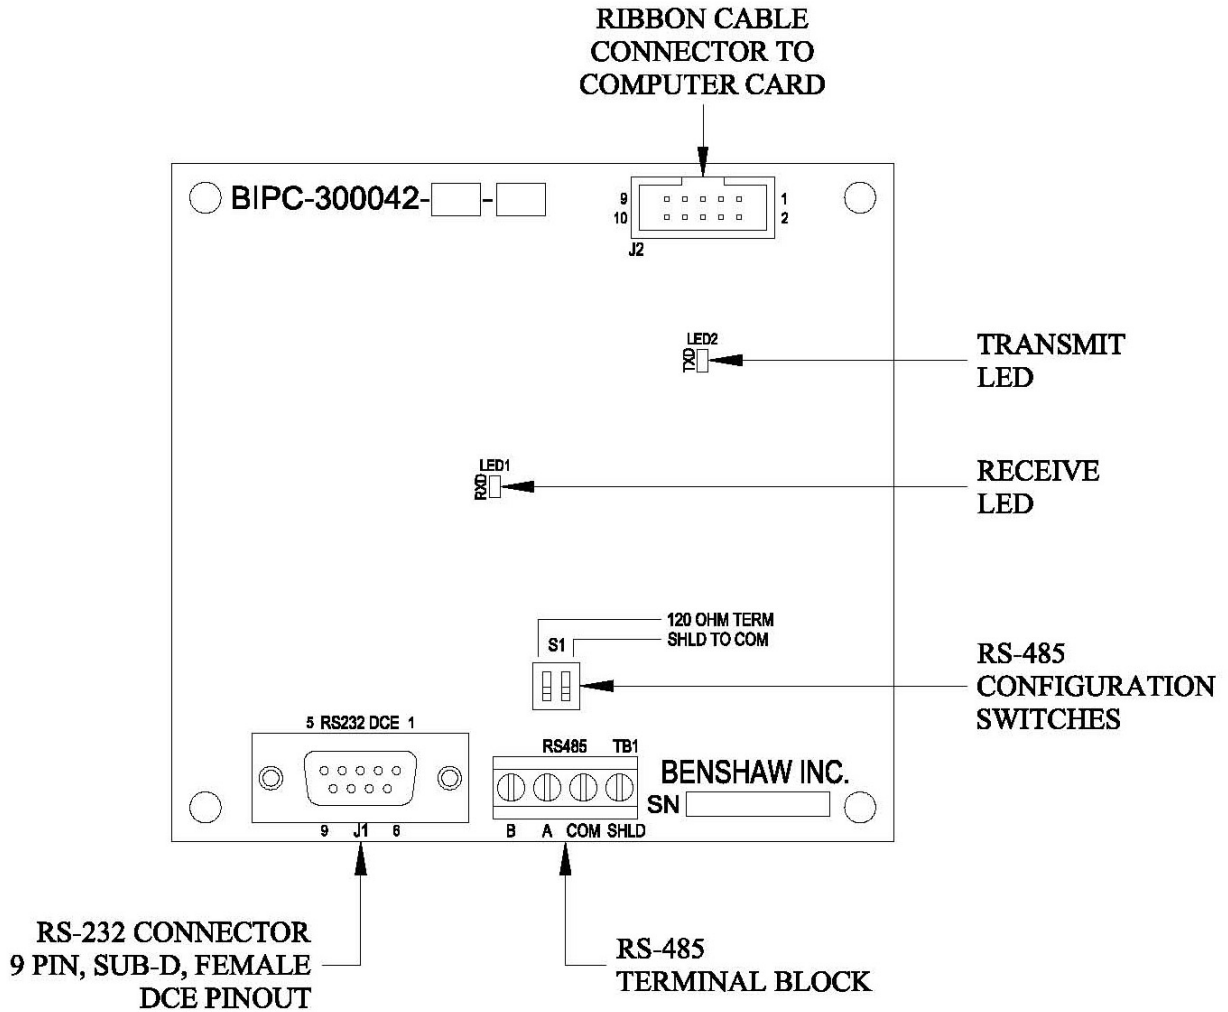 RIBBON CABLE
CONNECTOR TO
COMPUTER CARD
BIPC-300042- -
9 1
10 2
J2
LED2
TXD
TRANSMIT
LED
LED1
RXD
RECEIVE
LED
120 OHM TERM
SHLD TO COM
S1
RS-485
CONFIGURATION
SWITCHES
5 RS232 DCE 1
RS485 TB1
BENSHAW INC.
SN
9 J1 6
B A COM SHLD
RS-232 CONNECTOR
9 PIN, SUB-D, FEMALE
DCE PINOUT
RS-485
TERMINAL BLOCK